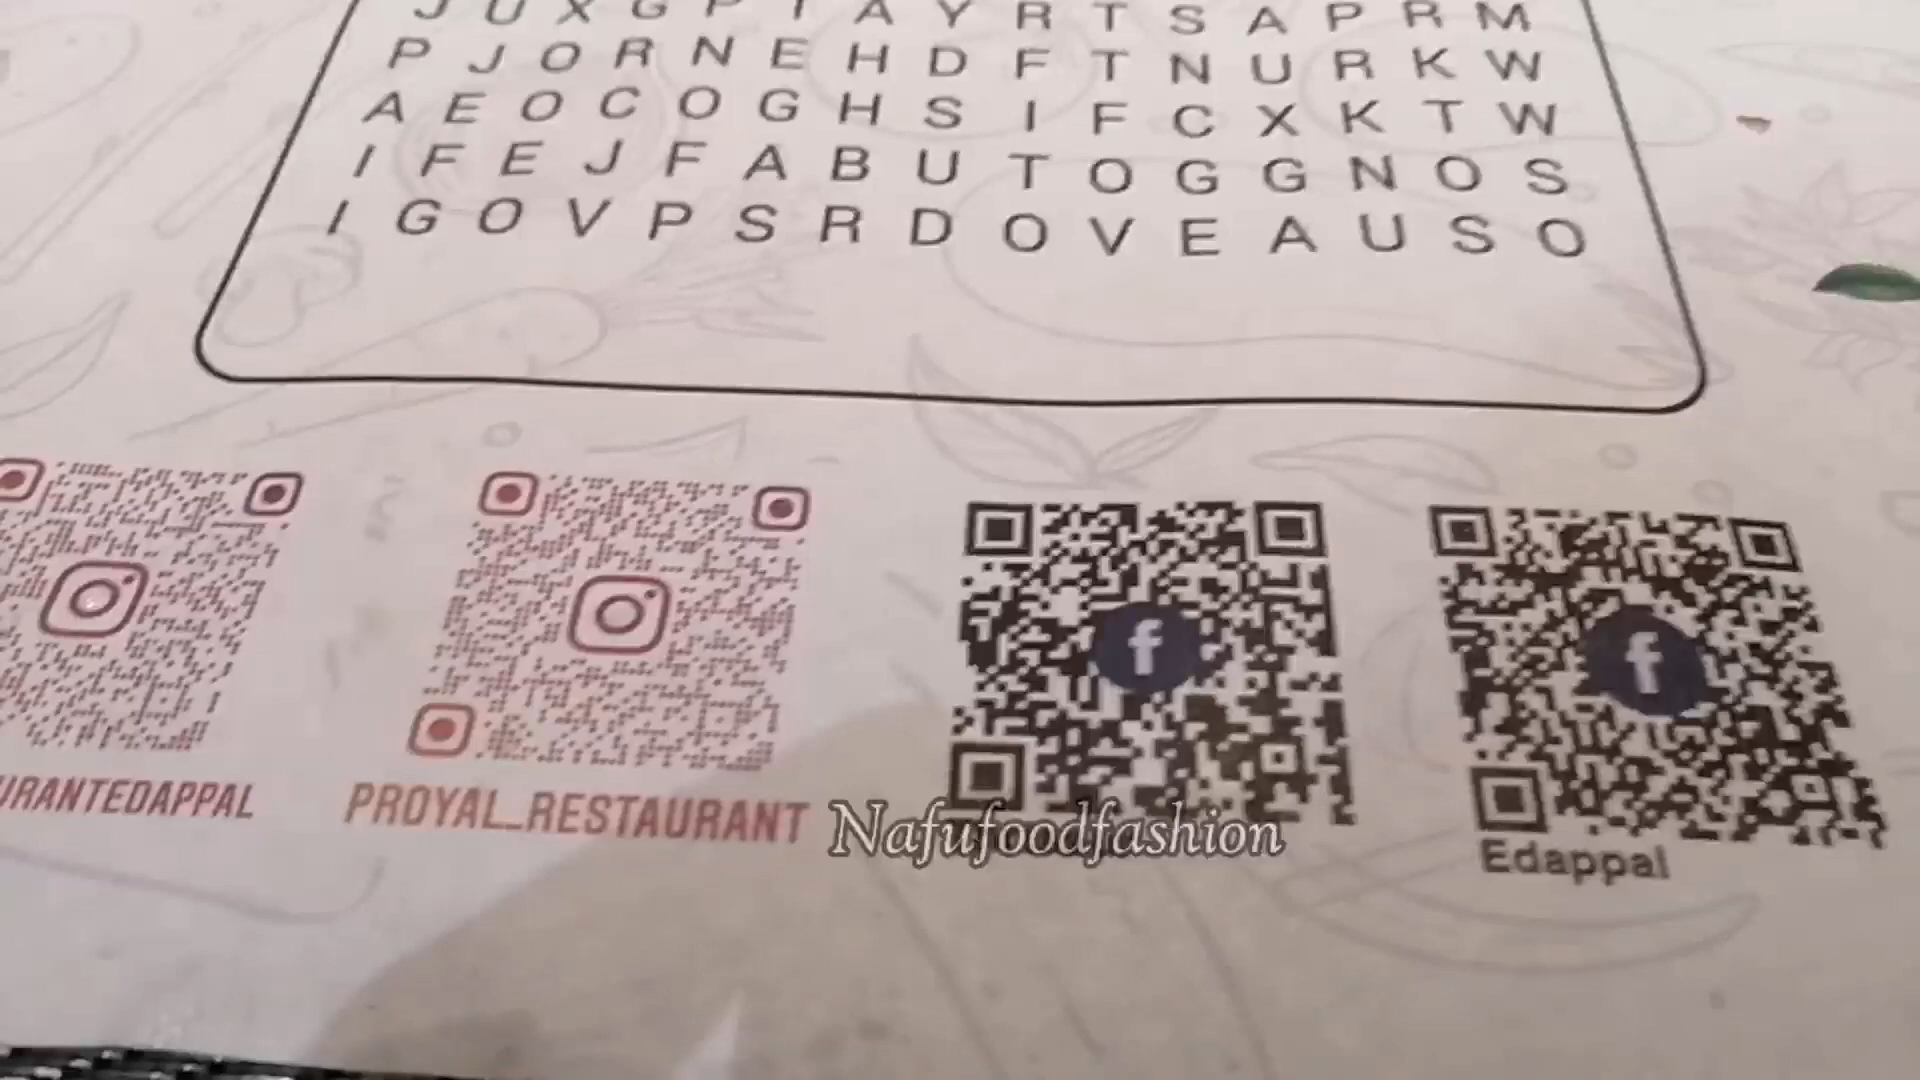 J U X G P T A Y R T S A P R M
P J O R N E H D F T N U R K W
A E O C O G H S I F C X K T W
I F E J F A B U T O G G N O S
I G O V P S R D O V E A U S O
URANTEDAPPAL
PROYAL_RESTAURANT
Nafufoodfashion
Edappal